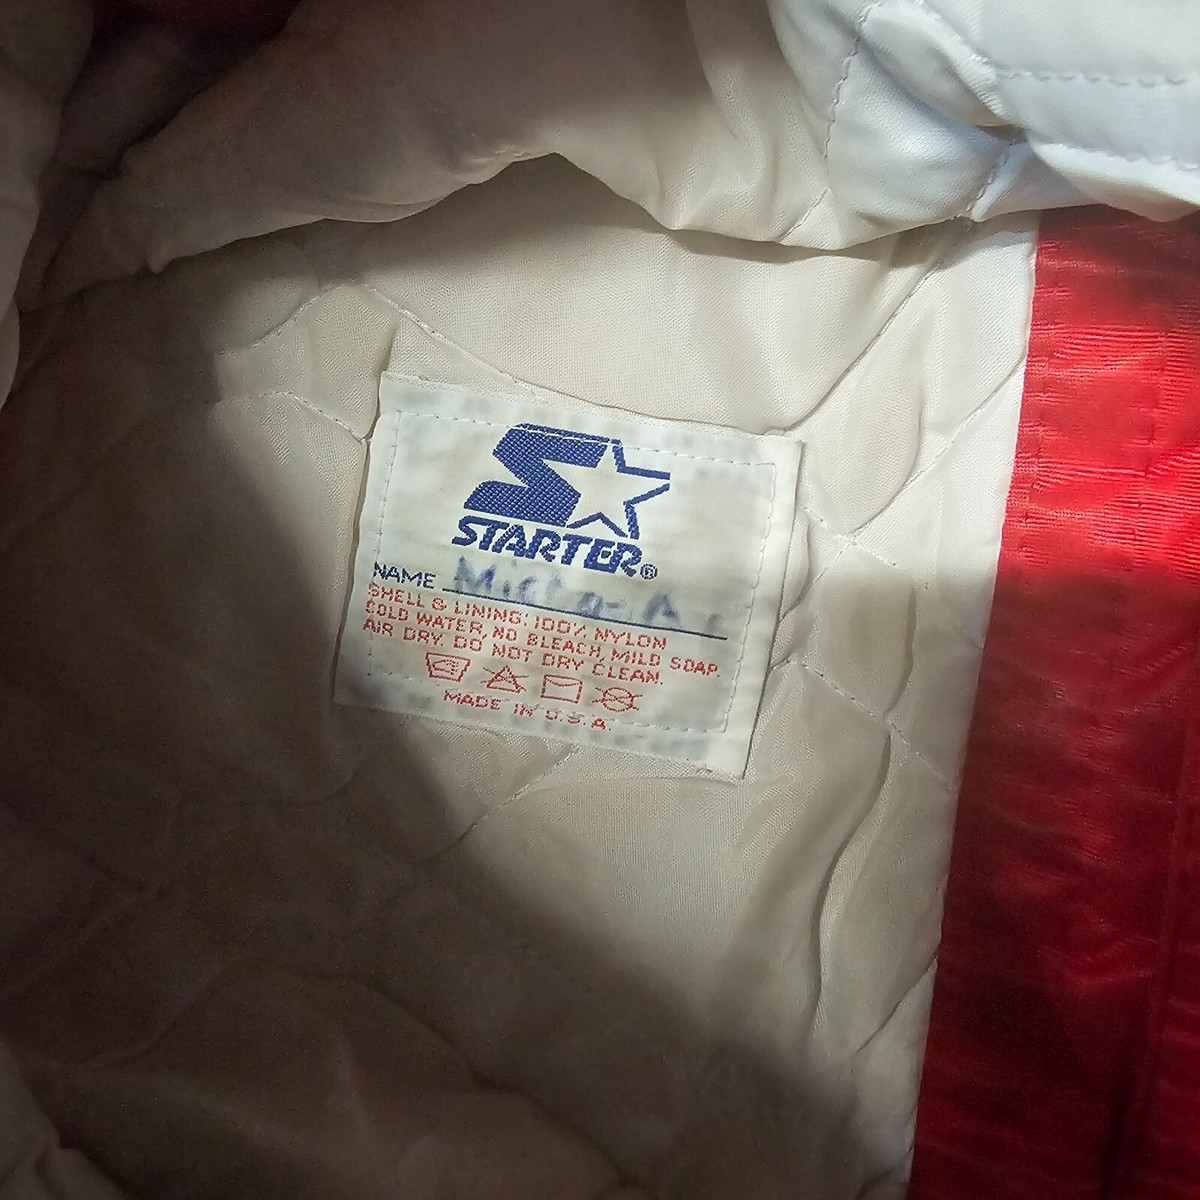 STARTER®
NAME
SHELL & LINING: 100% NYLON
COLD WATER, NO BLEACH, MILD SOAP.
AIR DRY. DO NOT DRY CLEAN.
MADE IN U.S.A.